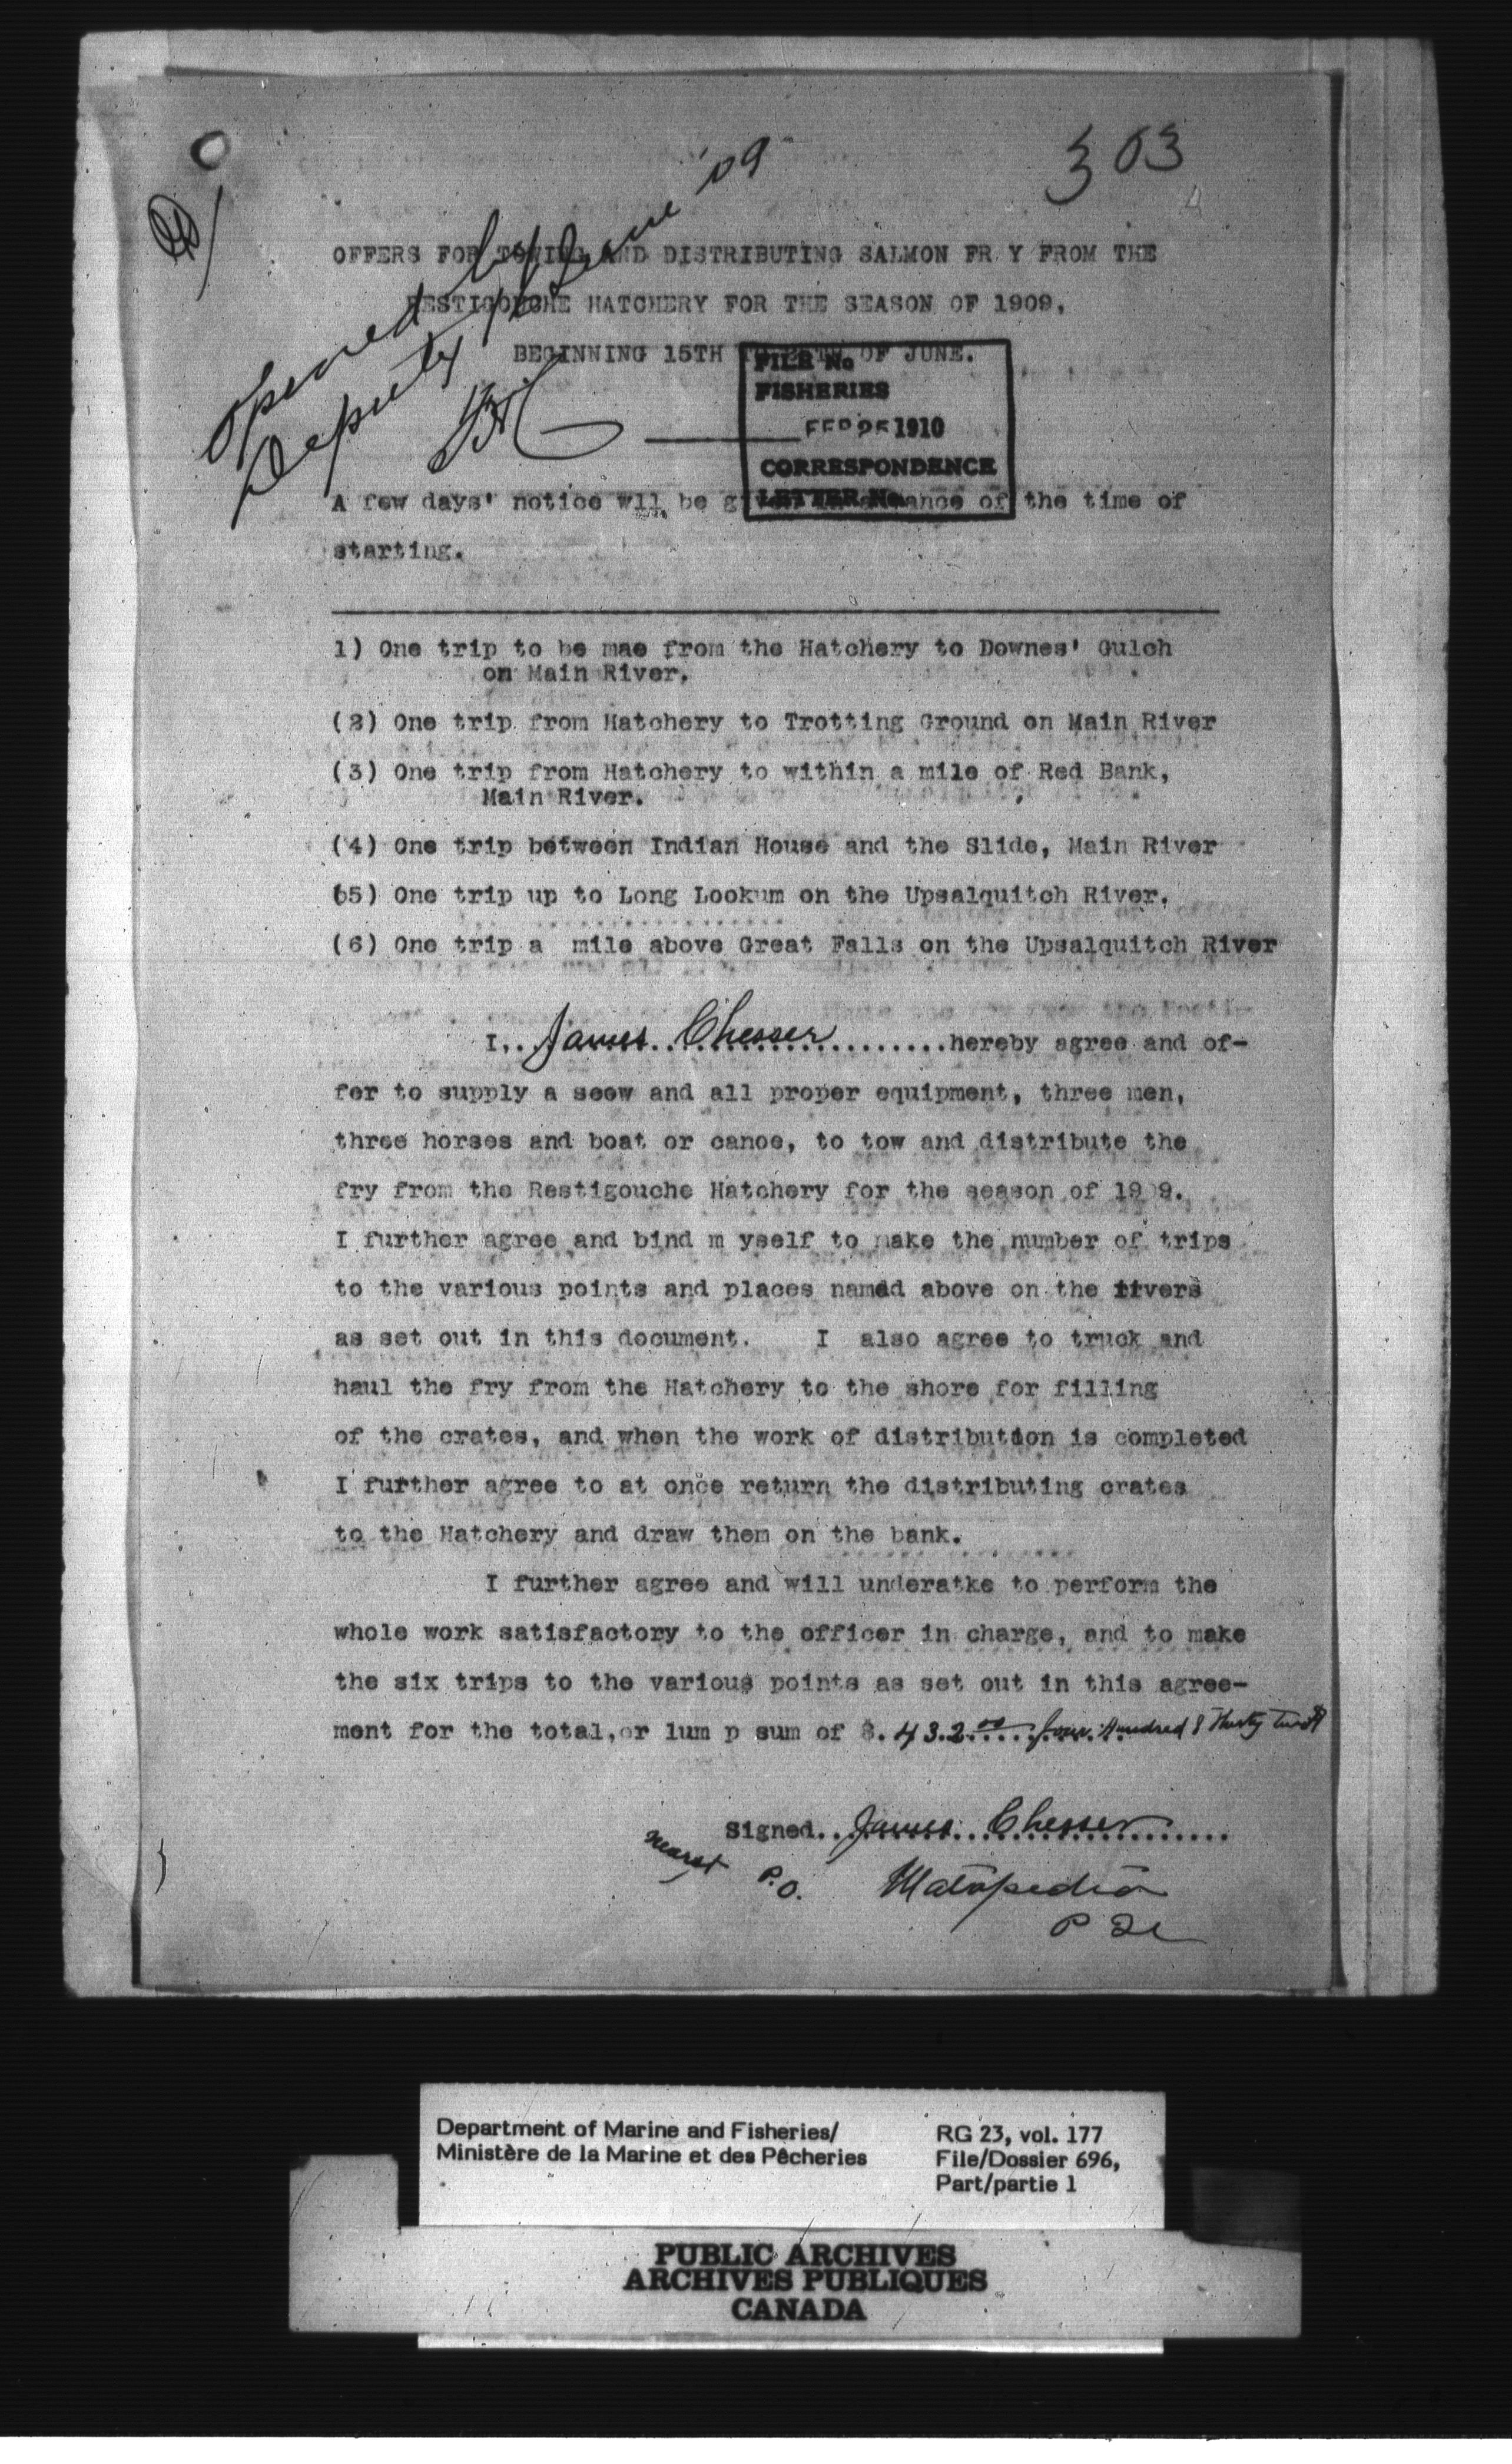 303
Opened by
Deputy 16 June '09
OFFERS FOR TOWING AND DISTRIBUTING SALMON FR Y FROM THE
RESTIGOUCHE HATCHERY FOR THE SEASON OF 1909,
BEGINNING 15TH TO OF JUNE.
FILE No
FISHERIES
FEB 25 1910
CORRESPONDENCE
LETTER No.
A few days' notice wll be given in advance of the time of
starting.
1) One trip to be mae from the Hatchery to Downes' Gulch
on Main River.
(2) One trip from Hatchery to Trotting Ground on Main River
(3) One trip from Hatchery to within a mile of Red Bank,
Main River.
(4) One trip between Indian House and the Slide, Main River
(5) One trip up to Long Lookum on the Upsalquitch River.
(6) One trip a mile above Great Falls on the Upsalquitch River
I,..James Chesser..........hereby agree and of-
fer to supply a scow and all proper equipment, three men,
three horses and boat or canoe, to tow and distribute the
fry from the Restigouche Hatchery for the season of 1909.
I further agree and bind m yself to make the number of trips
to the various points and places named above on the rivers
as set out in this document. I also agree to truck and
haul the fry from the Hatchery to the shore for filling
of the crates, and when the work of distribution is completed
I further agree to at once return the distributing crates
to the Hatchery and draw them on the bank.
I further agree and will underatke to perform the
whole work satisfactory to the officer in charge, and to make
the six trips to the various points as set out in this agree-
ment for the total,or lum p sum of $.432.00.....four Hundred & Thirty two
Signed..James Chesser..........
nearest P.O. Matapedia
P Q
Department of Marine and Fisheries/
Ministère de la Marine et des Pêcheries
RG 23, vol. 177
File/Dossier 696,
Part/partie 1
PUBLIC ARCHIVES
ARCHIVES PUBLIQUES
CANADA